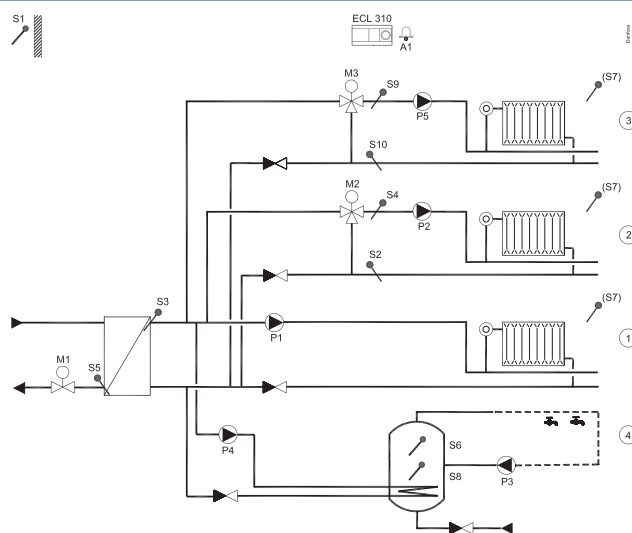 S1
ECL 310
A1
Danfoss
M3
S9
P5
(S7)
3
S10
M2
S4
P2
(S7)
2
S2
S3
P1
(S7)
1
M1
S5
P4
S6
S8
P3
4